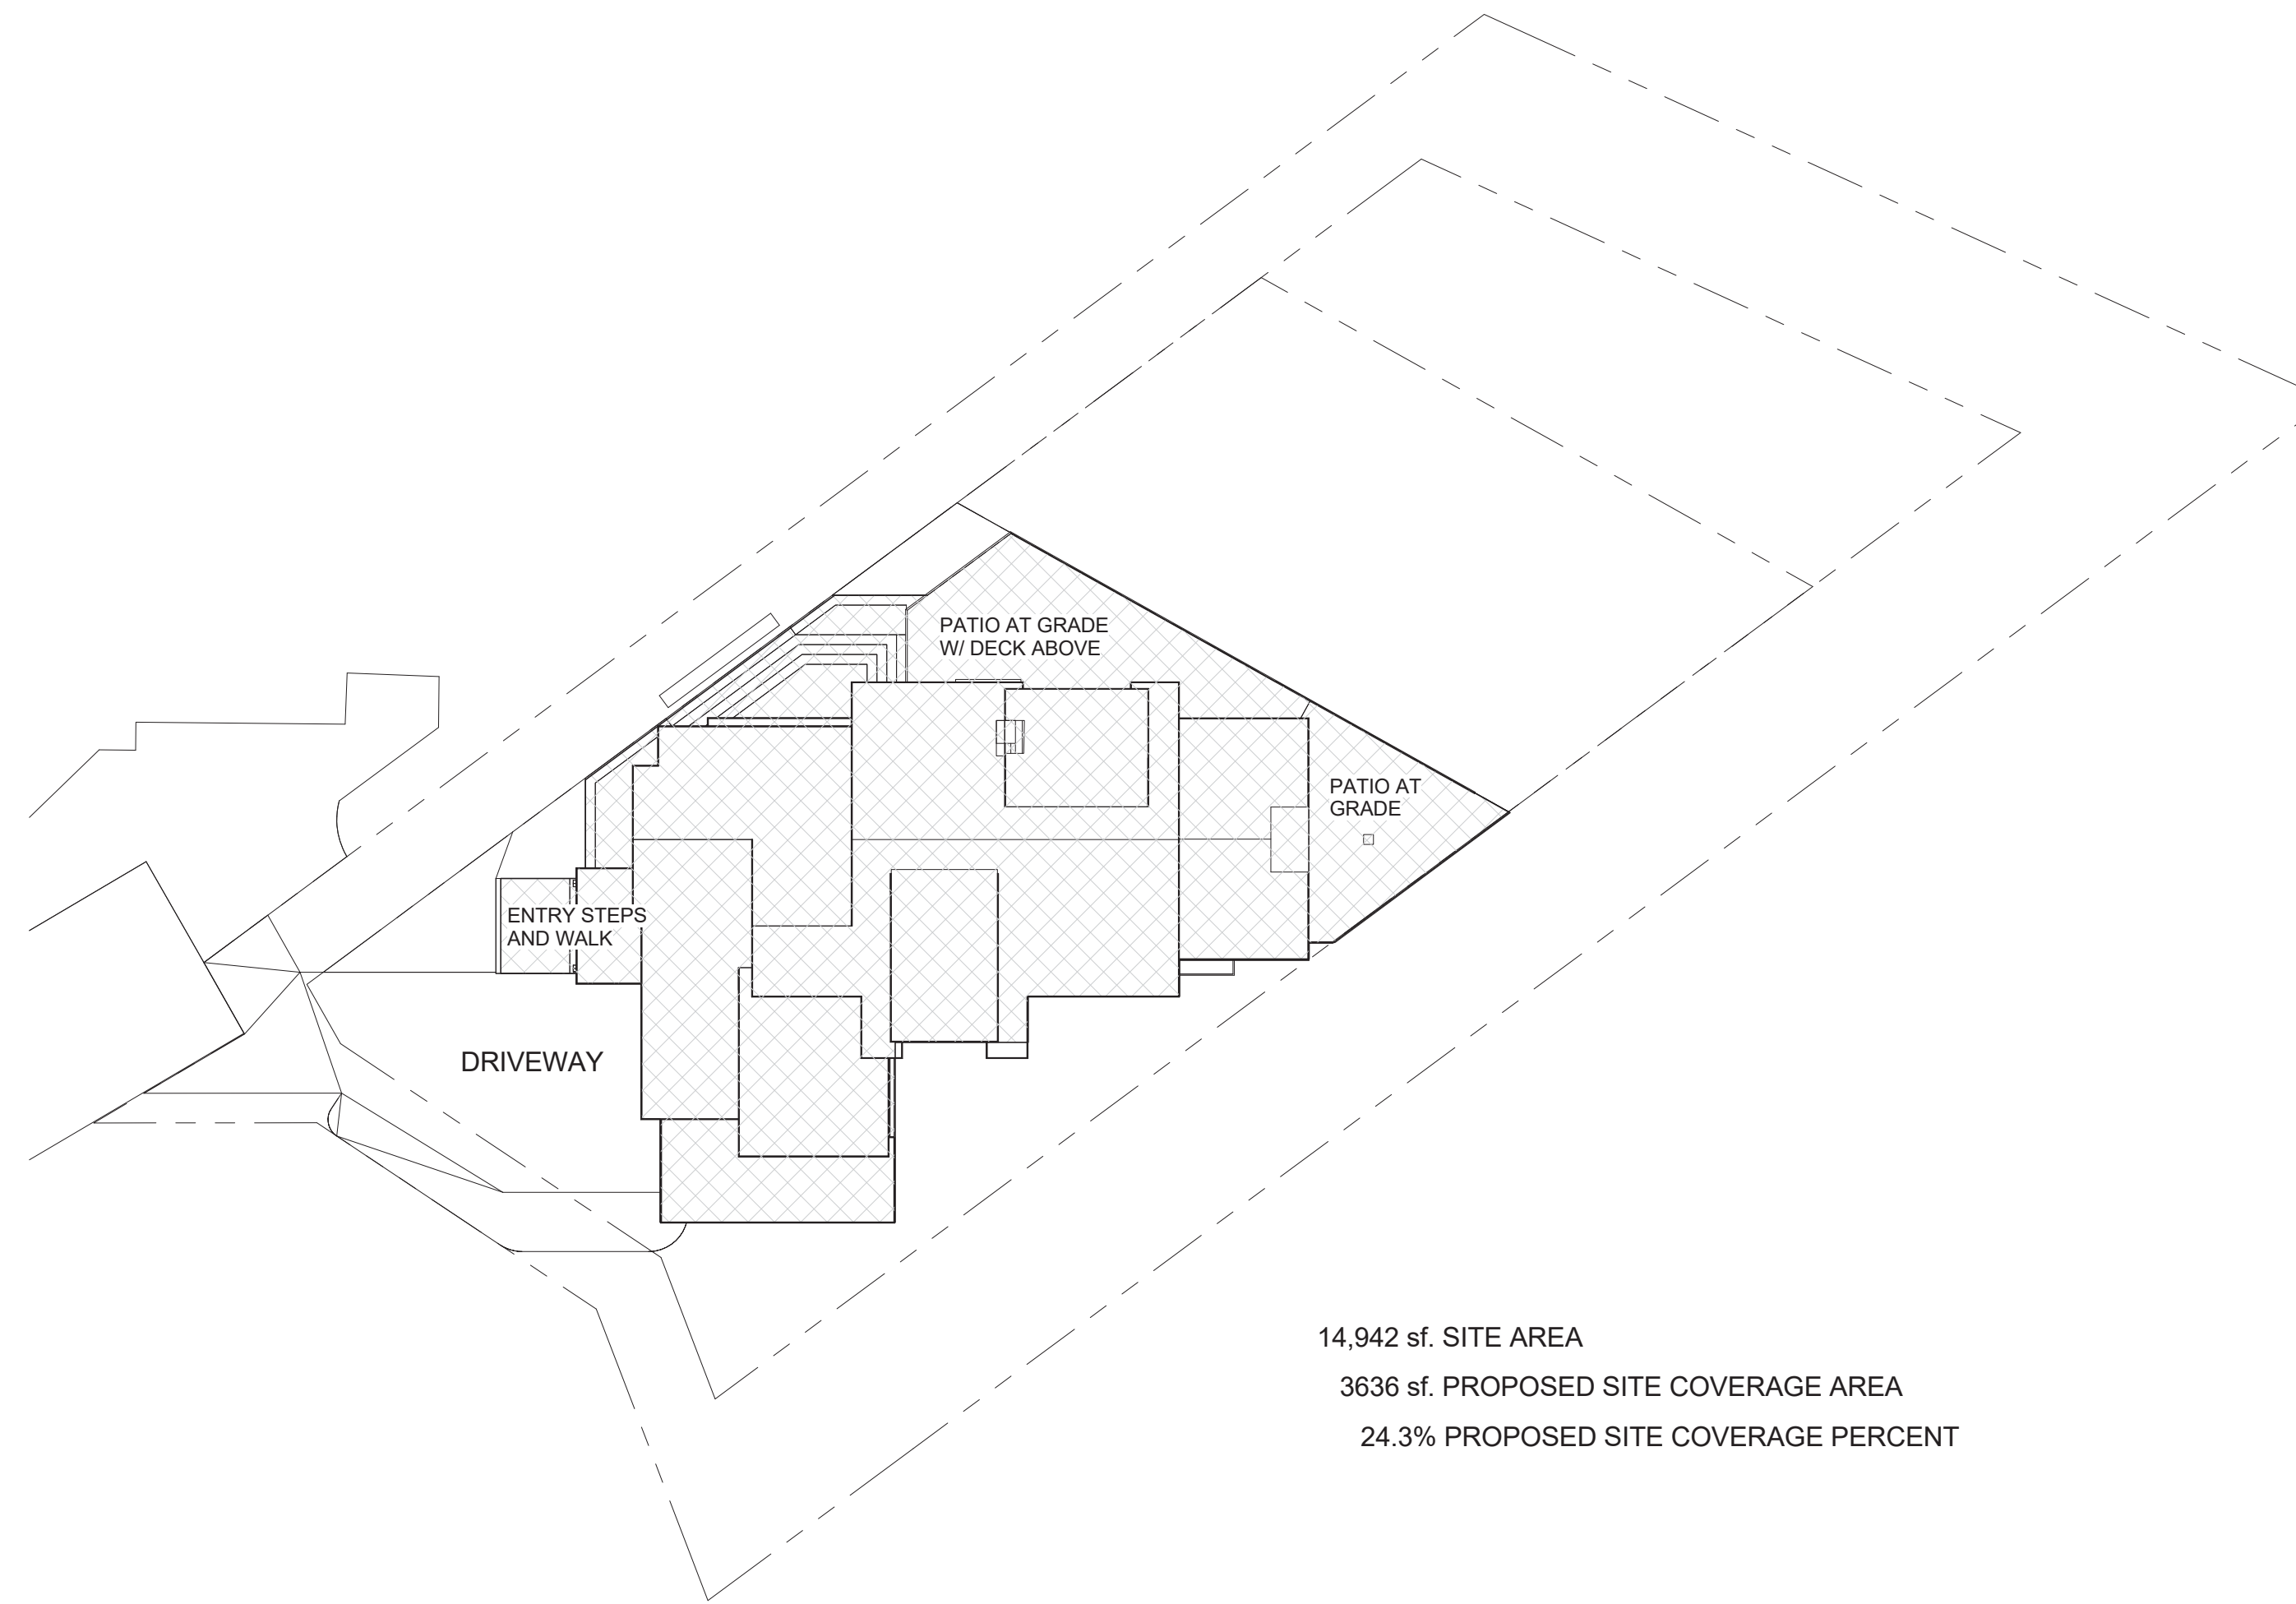 PATIO AT GRADE
W/ DECK ABOVE
PATIO AT
GRADE
ENTRY STEPS
AND WALK
DRIVEWAY
14,942 sf. SITE AREA
3636 sf. PROPOSED SITE COVERAGE AREA
24.3% PROPOSED SITE COVERAGE PERCENT